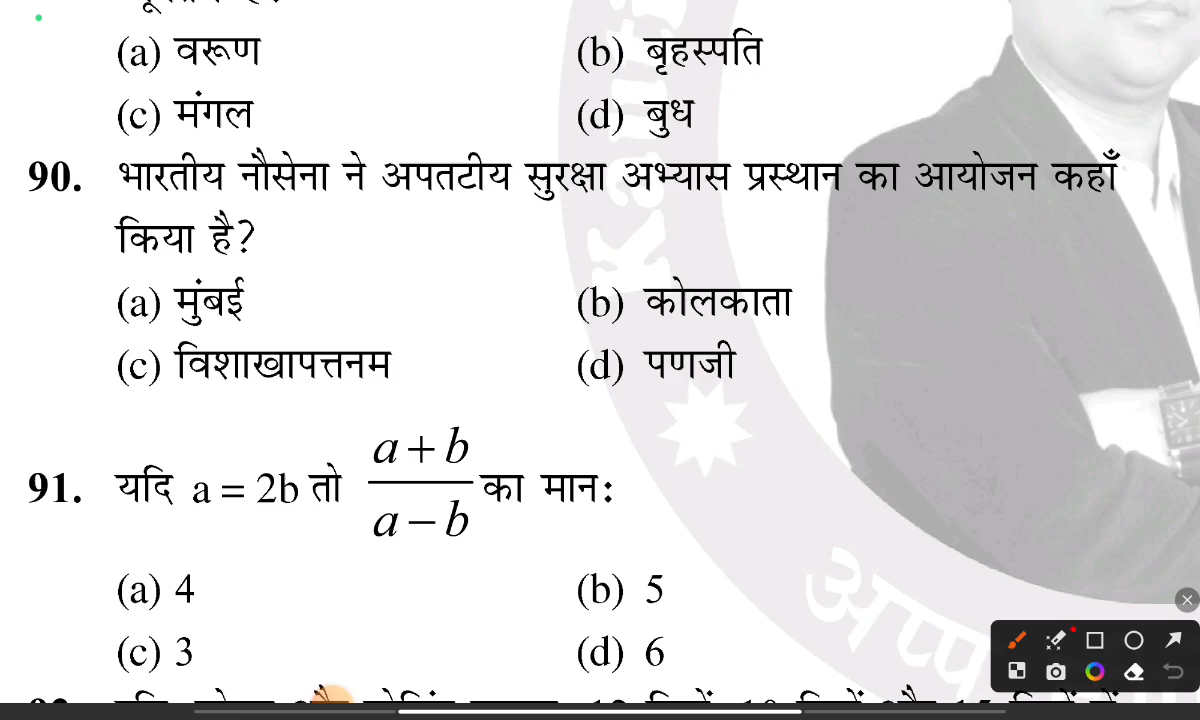 (a) वरूण (b) बृहस्पति
(c) मंगल (d) बुध
90. भारतीय नौसेना ने अपतटीय सुरक्षा अभ्यास प्रस्थान का आयोजन कहाँ
किया है?
(a) मुंबई (b) कोलकाता
(c) विशाखापत्तनम (d) पणजी
91. यदि a = 2b तो \frac{a+b}{a-b} का मान:
(a) 4 (b) 5
(c) 3 (d) 6